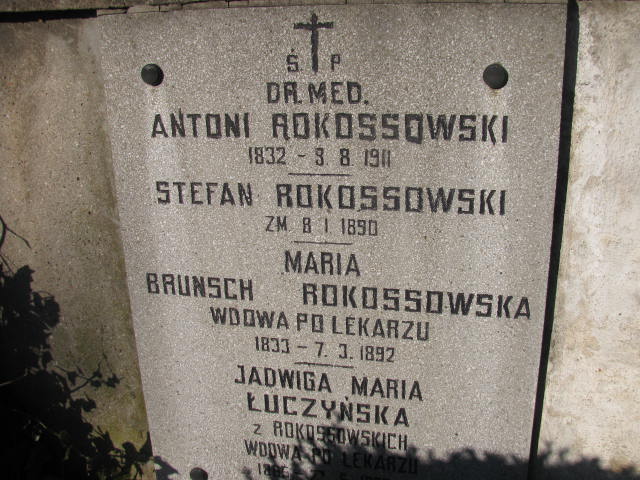 Ś P
DR. MED.
ANTONI ROKOSSOWSKI
1832 - 3. 8. 1911
STEFAN ROKOSSOWSKI
ZM 8 I 1890
MARIA
BRUNSCH ROKOSSOWSKA
WDOWA PO LEKARZU
1833 - 7. 3. 1892
JADWIGA MARIA
ŁUCZYŃSKA
z ROKOSSOWSKICH
WDOWA PO LEKARZU